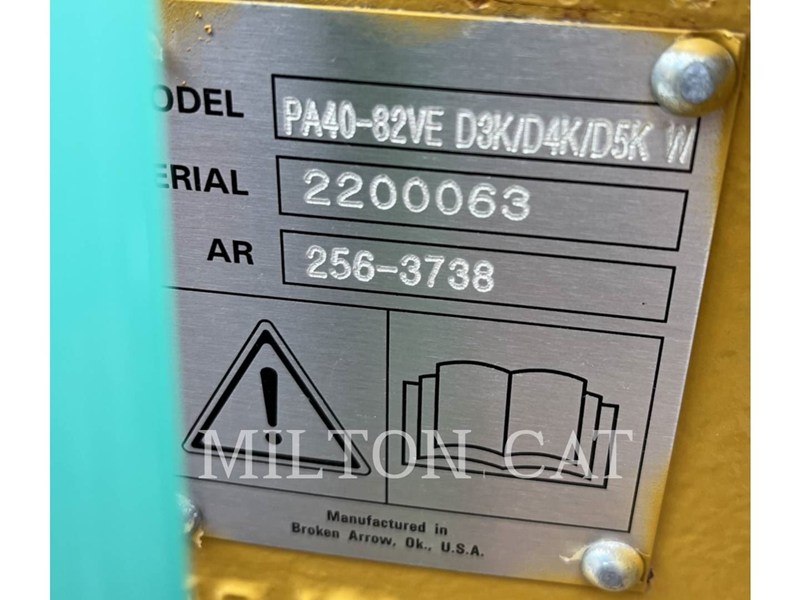 ODEL PA40-82VE D3K/D4K/D5K W
ERIAL 2200063
AR 256-3738
MILTON CAT
Manufactured in
Broken Arrow, Ok., U.S.A.